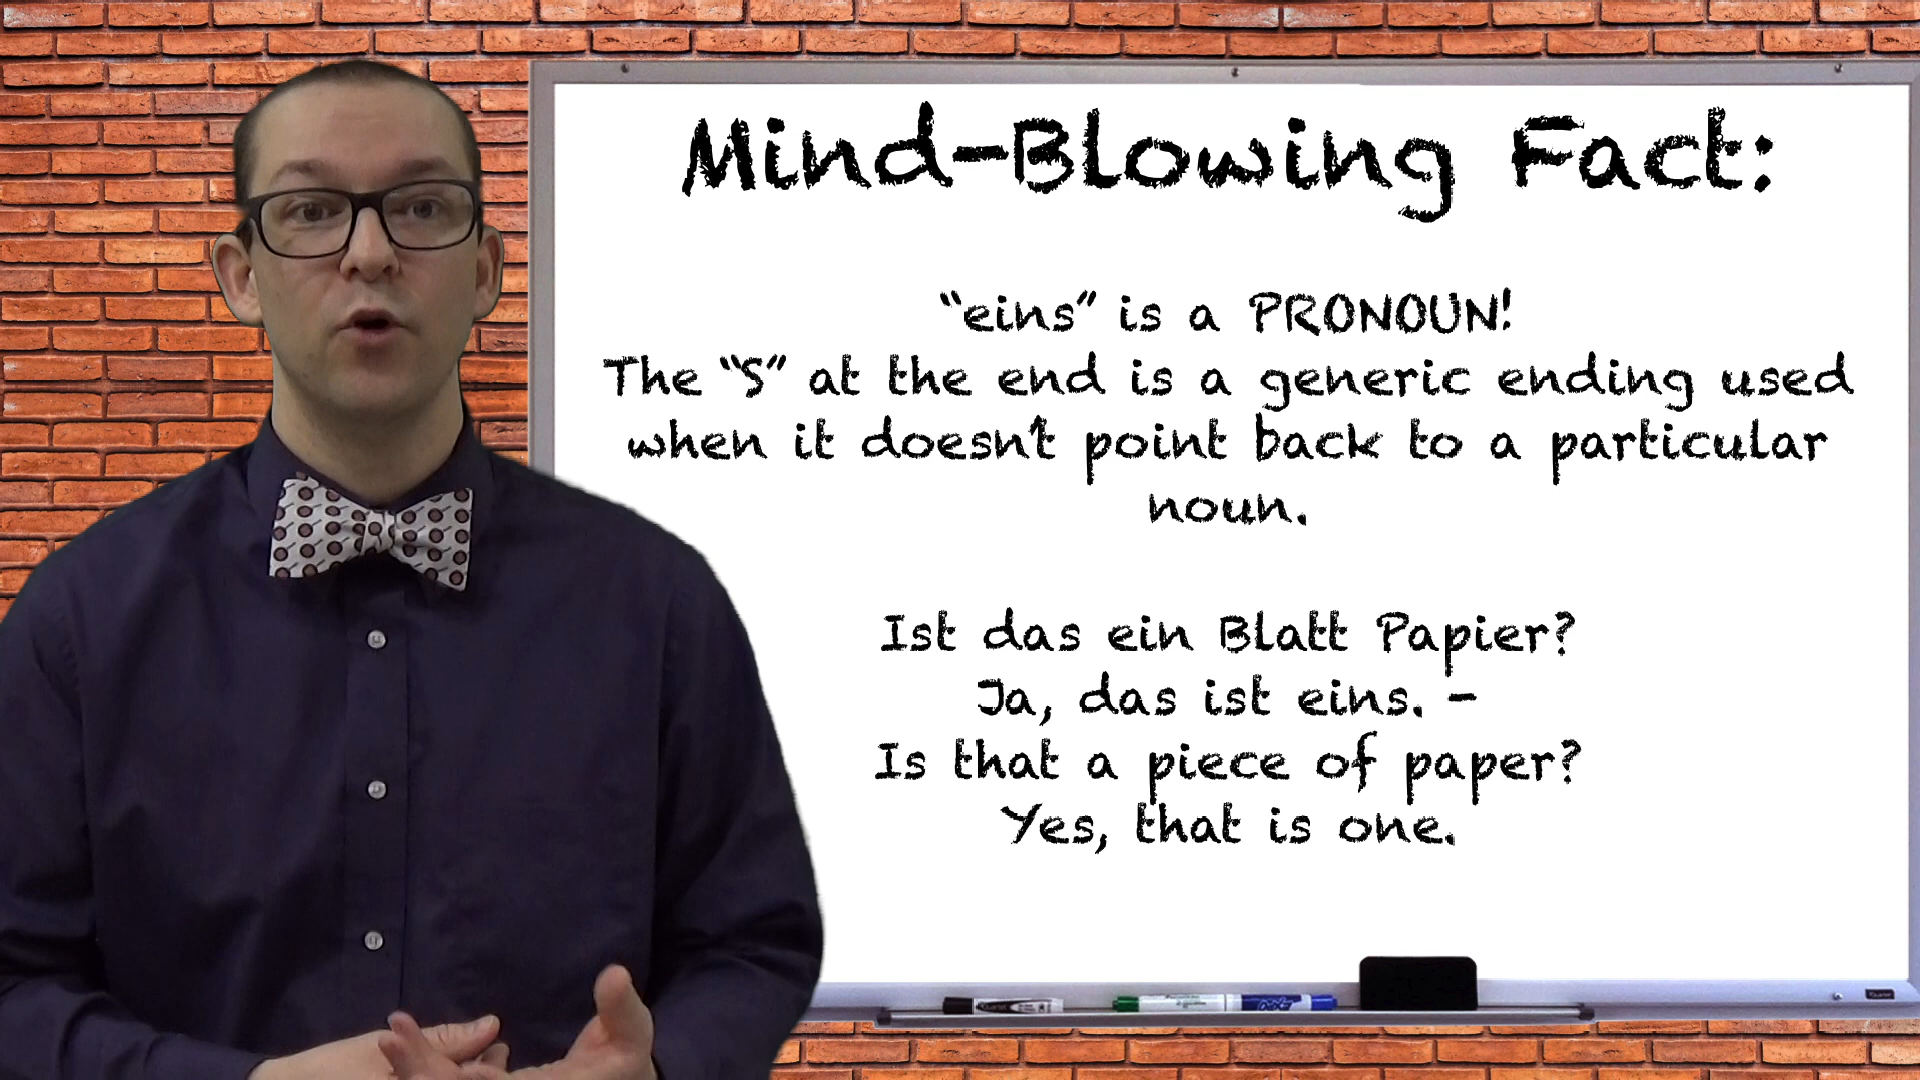 Mind-Blowing Fact:
“eins” is a PRONOUN!
The “S” at the end is a generic ending used
when it doesn't point back to a particular
noun.
Ist das ein Blatt Papier?
Ja, das ist eins. -
Is that a piece of paper?
Yes, that is one.